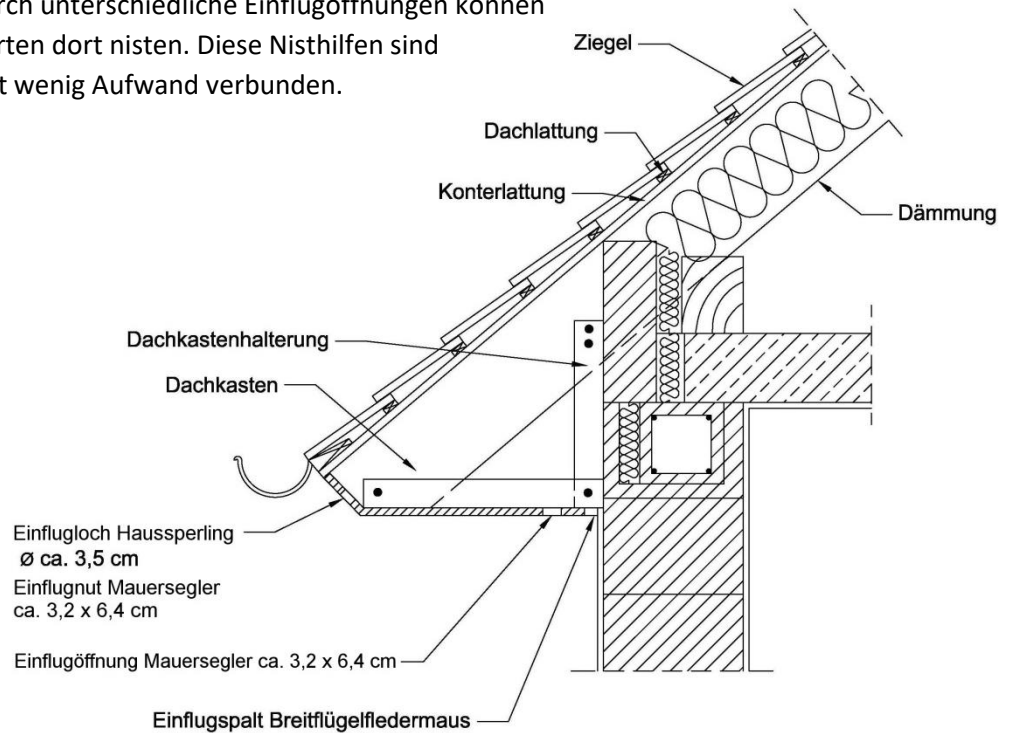 unterschiedliche Einflugöffnungen können
dort nisten. Diese Nisthilfen sind
wenig Aufwand verbunden.
Ziegel
Dachlattung
Konterlattung
Dämmung
Dachkastenhalterung
Dachkasten
Einflugloch Haussperling
Ø ca. 3,5 cm
Einflugnut Mauersegler
ca. 3,2 x 6,4 cm
Einflugöffnung Mauersegler ca. 3,2 x 6,4 cm
Einflugspalt Breitflügelfledermaus